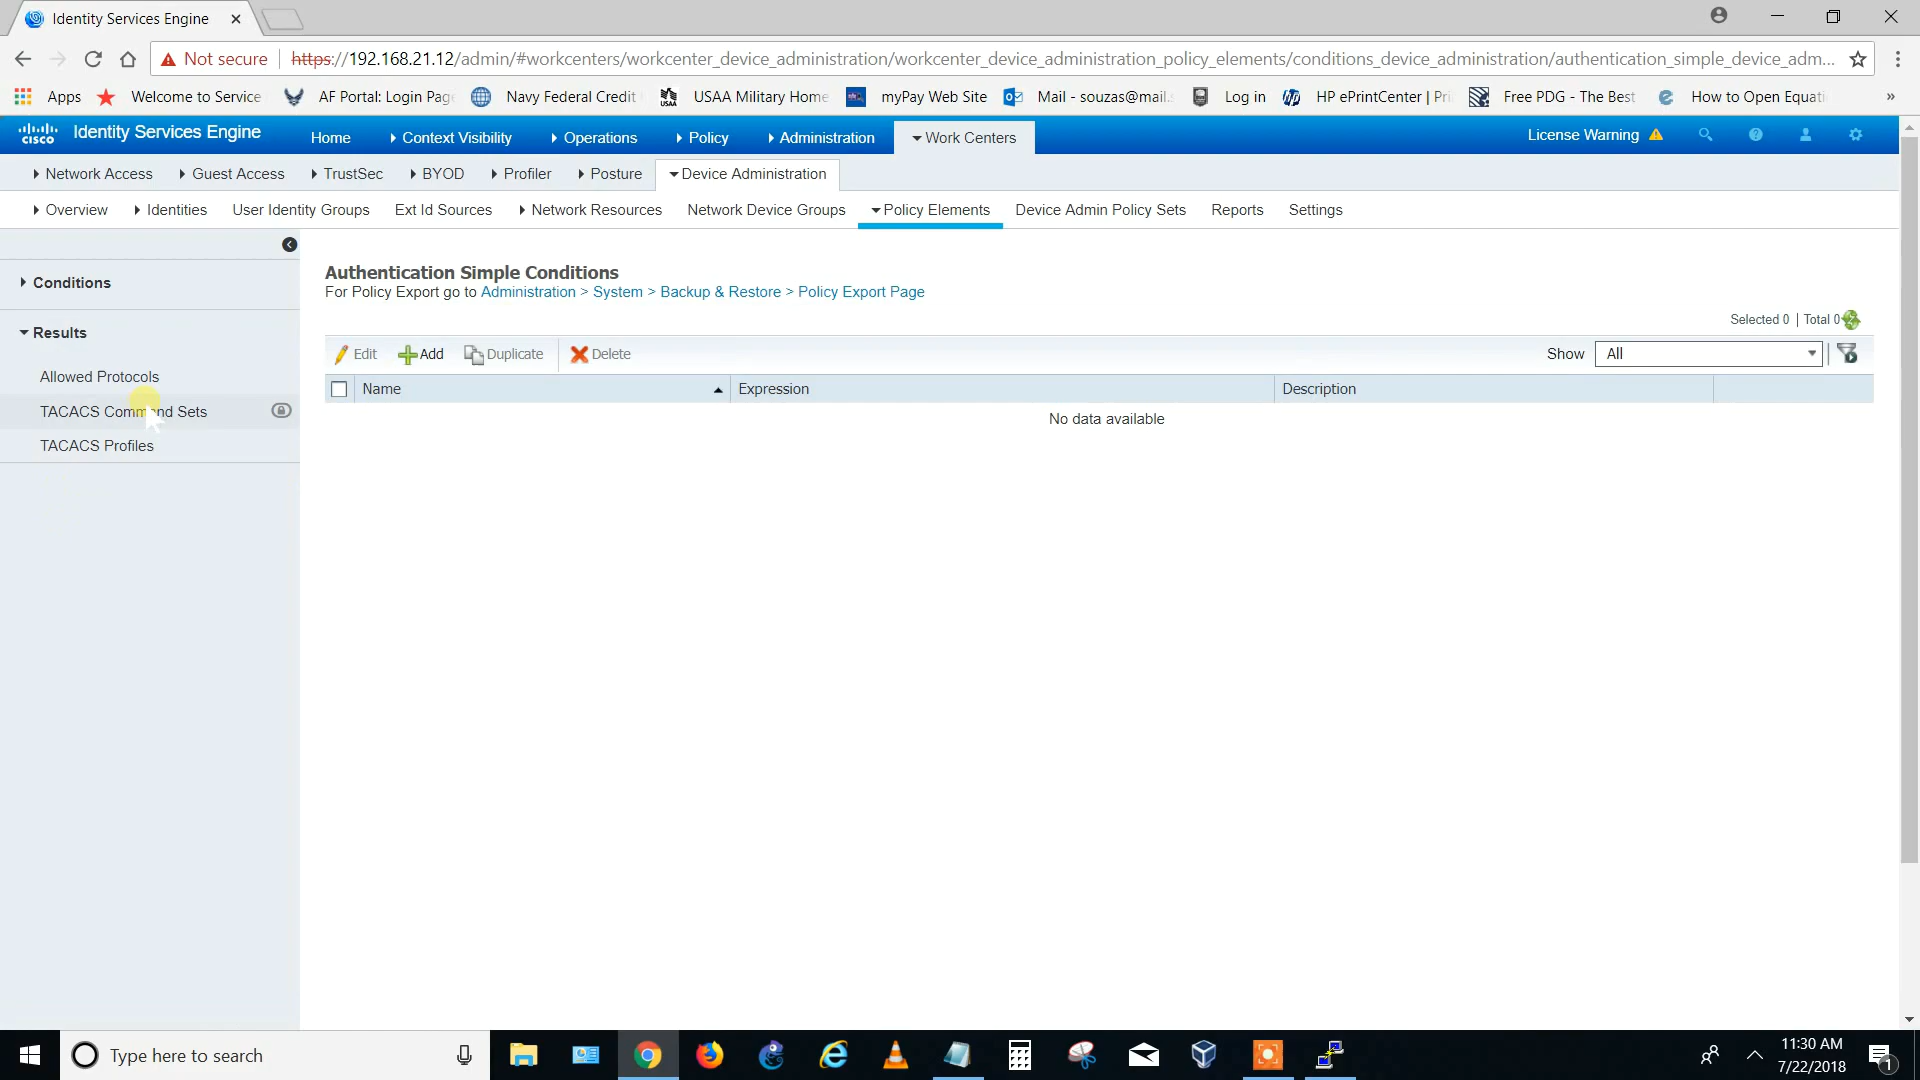 Identity Services Engine
Not secure
https://192.168.21.12/admin/#workcenters/workcenter_device_administration/workcenter_device_administration_policy_elements/conditions_device_administration/authentication_simple_device_adm...
Apps Welcome to Service AF Portal: Login Page Navy Federal Credit USAA Military Home myPay Web Site Mail - souzas@mail. Log in HP ePrintCenter | Pri Free PDG - The Best How to Open Equati »
cisco Identity Services Engine Home Context Visibility Operations Policy Administration Work Centers License Warning
Network Access Guest Access TrustSec BYOD Profiler Posture Device Administration
Overview Identities User Identity Groups Ext Id Sources Network Resources Network Device Groups Policy Elements Device Admin Policy Sets Reports Settings
Conditions
Results
Allowed Protocols
TACACS Command Sets
TACACS Profiles
Authentication Simple Conditions
For Policy Export go to Administration > System > Backup & Restore > Policy Export Page
Selected 0 | Total 0
Edit Add Duplicate Delete Show All
Name Expression Description
No data available
Type here to search
11:30 AM
7/22/2018
1